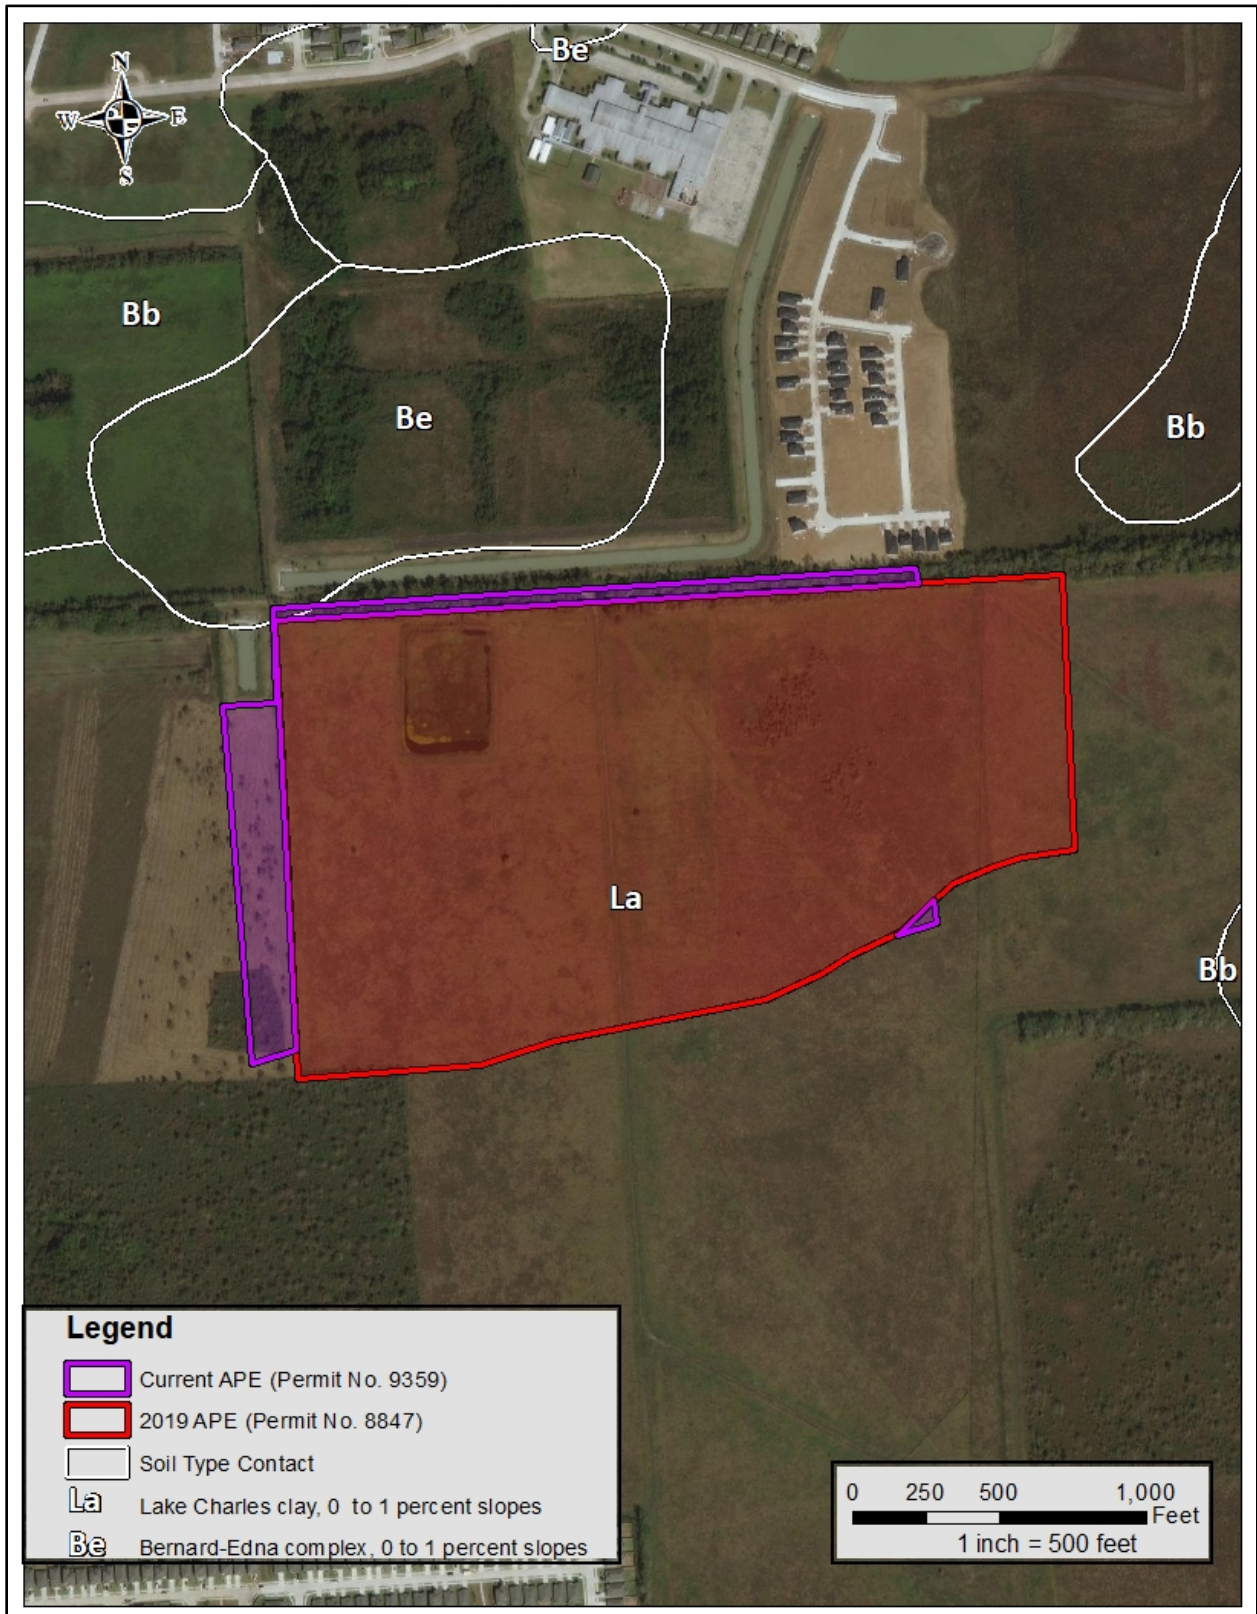 Be
N
W E
S
Bb
Be
Bb
La
Bb
Legend
Current APE (Permit No. 9359)
2019 APE (Permit No. 8847)
Soil Type Contact
La Lake Charles clay, 0 to 1 percent slopes
Be Bernard-Edna complex, 0 to 1 percent slopes
0 250 500 1,000
Feet
1 inch = 500 feet